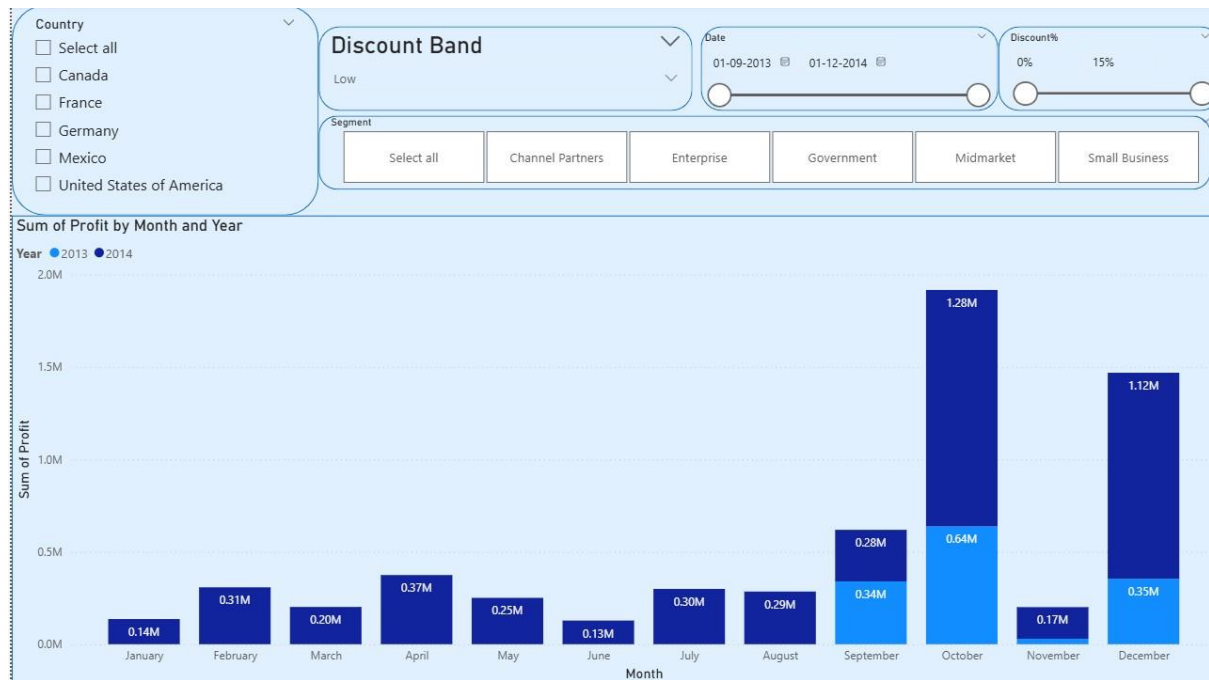 Country
Select all
Canada
France
Germany
Mexico
United States of America
Discount Band
Low
Date
01-09-2013 01-12-2014
Discount%
0% 15%
Segment
Select all Channel Partners Enterprise Government Midmarket Small Business
Sum of Profit by Month and Year
Year 2013 2014
2.0M
1.5M
1.0M
0.5M
0.0M
Sum of Profit
0.14M
0.31M
0.20M
0.37M
0.25M
0.13M
0.30M
0.29M
0.28M
0.34M
1.28M
0.64M
0.17M
1.12M
0.35M
January February March April May June July August September October November December
Month